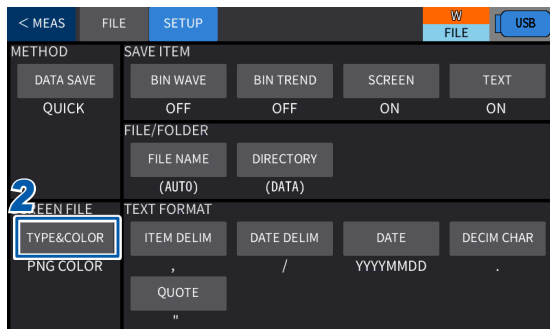 < MEAS FILE SETUP W FILE USB
METHOD SAVE ITEM
DATA SAVE BIN WAVE BIN TREND SCREEN TEXT
QUICK OFF OFF ON ON
FILE/FOLDER
FILE NAME DIRECTORY
(AUTO) (DATA)
2
REEN FILE TEXT FORMAT
TYPE&COLOR ITEM DELIM DATE DELIM DATE DECIM CHAR
PNG COLOR , / YYYYMMDD .
QUOTE
"